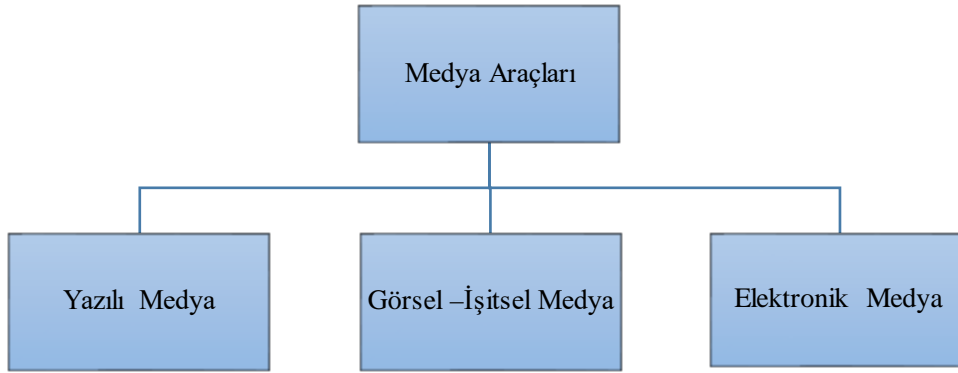 Medya Araçları
Yazılı Medya
Görsel –İşitsel Medya
Elektronik Medya